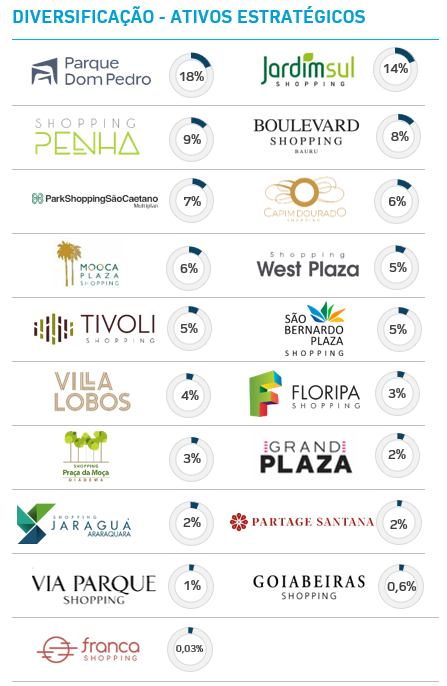 DIVERSIFICAÇÃO - ATIVOS ESTRATÉGICOS
Parque
Dom Pedro
18%
JardimSul
SHOPPING
14%
SHOPPING
PENHA
9%
BOULEVARD
SHOPPING
BAURU
8%
ParkShoppingSãoCaetano
Multiplan
7%
CAPIM DOURADO
SHOPPING
6%
MOOCA
PLAZA
SHOPPING
6%
Shopping
West Plaza
5%
TIVOLI
SHOPPING
5%
SÃO
BERNARDO
PLAZA
SHOPPING
5%
VILLA
LOBOS
4%
FLORIPA
SHOPPING
3%
SHOPPING
Praça da Moça
DIADEMA
3%
GRAND
PLAZA
2%
SHOPPING
JARAGUÁ
ARARAQUARA
2%
PARTAGE SANTANA
2%
VIA PARQUE
SHOPPING
1%
GOIABEIRAS
SHOPPING
0,6%
franca
SHOPPING
0,03%